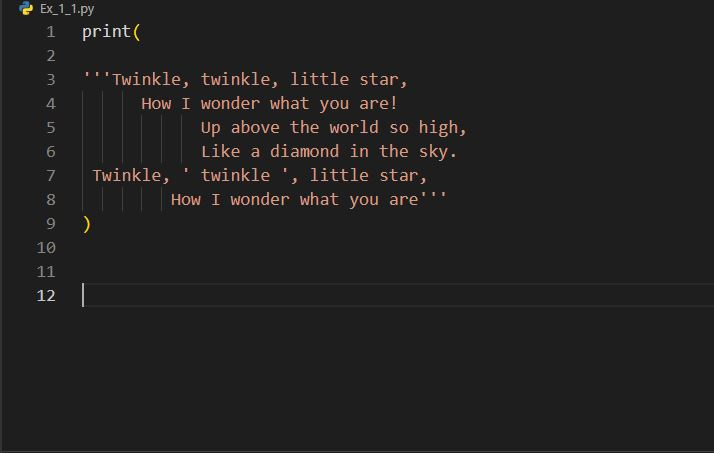 Ex_1_1.py
1 print(
2
3 '''Twinkle, twinkle, little star,
4       How I wonder what you are!
5             Up above the world so high,
6             Like a diamond in the sky.
7  Twinkle, ' twinkle ', little star,
8          How I wonder what you are'''
9 )
10
11
12